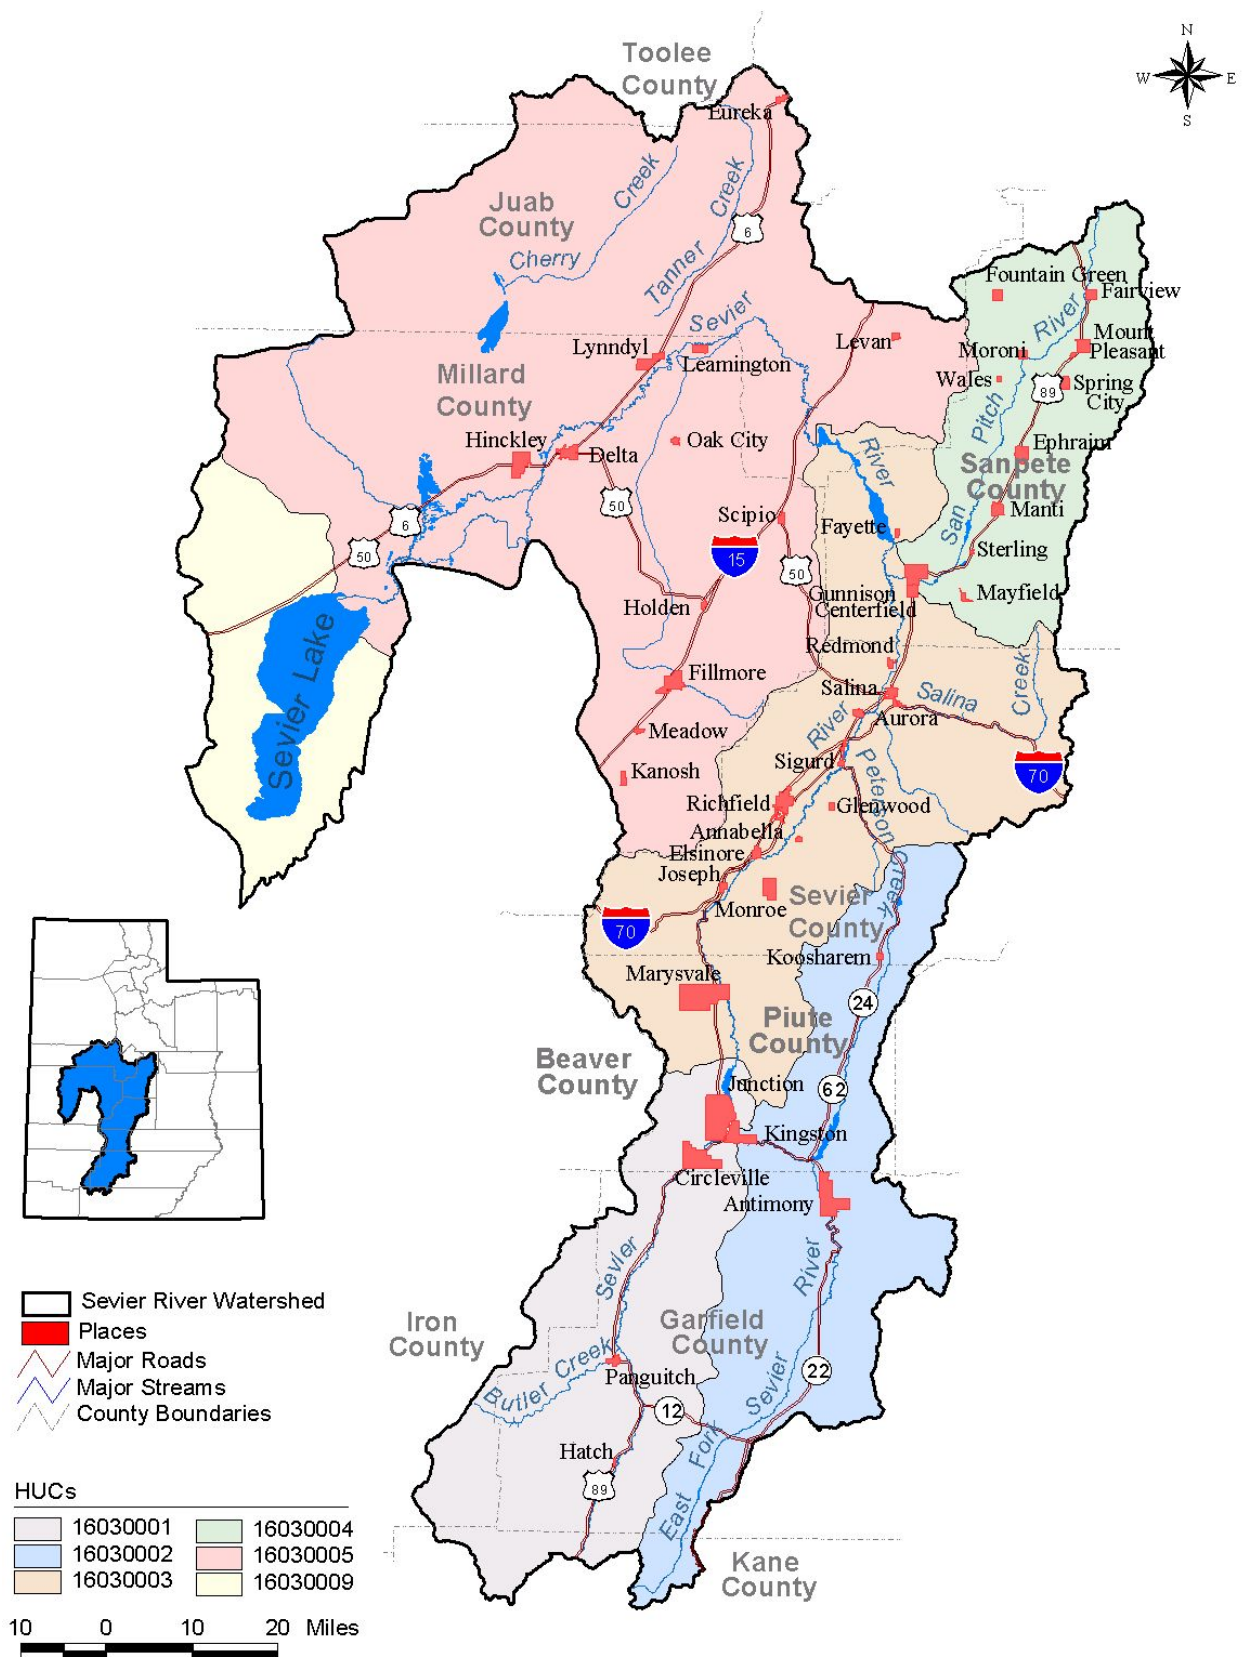 Toolee
County
N
W
E
S
Eureka
Creek
Creek
Juab
County
6
Cherry
Tanner
Fountain Green
Fairview
River
Sevier
Lynndyl
Leamington
Levan
Moroni
Mount
Pleasant
Millard
County
Wales
89
Spring
City
Pitch
Hinckley
Delta
Oak City
River
Ephraim
Sanpete
County
50
6
Scipio
Fayette
San
Manti
50
15
50
Sterling
Holden
Gunnison
Centerfield
Mayfield
Sevier Lake
Redmond
Fillmore
Salina
Salina
Creek
Meadow
River
Aurora
Kanosh
Sigurd
70
Richfield
Peterson Creek
Glenwood
Annabella
Elsinore
Joseph
Sevier
County
Monroe
70
Koosharem
Marysvale
24
Piute
County
Beaver
County
Junction
62
Kingston
Circleville
Antimony
Sevier
River
Sevier River Watershed
Places
Major Roads
Major Streams
County Boundaries
Iron
County
Garfield
County
Butler Creek
Panguitch
22
12
Sevier
Hatch
Fork
89
East
Kane
County
HUCs
16030001
16030002
16030003
16030004
16030005
16030009
10 0 10 20 Miles